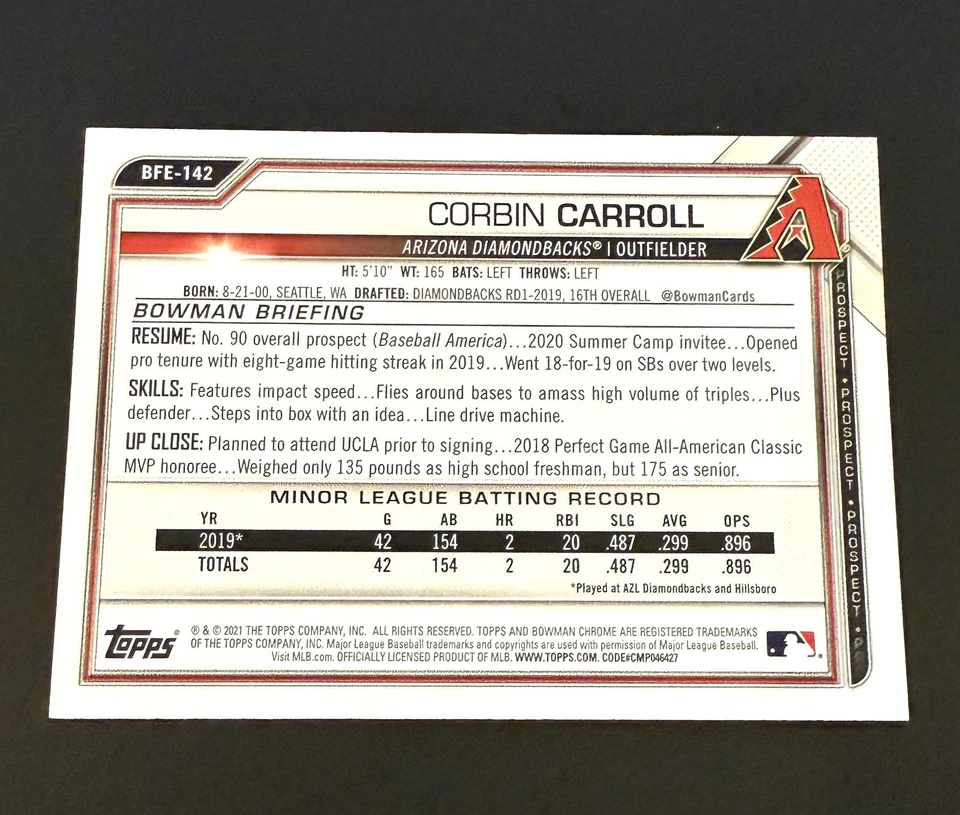 BFE-142
CORBIN CARROLL
ARIZONA DIAMONDBACKS® | OUTFIELDER
HT: 5'10" WT: 165 BATS: LEFT THROWS: LEFT
BORN: 8-21-00, SEATTLE, WA DRAFTED: DIAMONDBACKS RD1-2019, 16TH OVERALL @BowmanCards
BOWMAN BRIEFING
RESUME: No. 90 overall prospect (Baseball America)...2020 Summer Camp invitee...Opened
pro tenure with eight-game hitting streak in 2019...Went 18-for-19 on SBs over two levels.
SKILLS: Features impact speed...Flies around bases to amass high volume of triples...Plus
defender...Steps into box with an idea...Line drive machine.
UP CLOSE: Planned to attend UCLA prior to signing...2018 Perfect Game All-American Classic
MVP honoree...Weighed only 135 pounds as high school freshman, but 175 as senior.
MINOR LEAGUE BATTING RECORD
YR G AB HR RBI SLG AVG OPS
2019* 42 154 2 20 .487 .299 .896
TOTALS 42 154 2 20 .487 .299 .896
*Played at AZL Diamondbacks and Hillsboro
Topps®
® & © 2021 THE TOPPS COMPANY, INC. ALL RIGHTS RESERVED. TOPPS AND BOWMAN CHROME ARE REGISTERED TRADEMARKS
OF THE TOPPS COMPANY, INC. Major League Baseball trademarks and copyrights are used with permission of Major League Baseball.
Visit MLB.com. OFFICIALLY LICENSED PRODUCT OF MLB. WWW.TOPPS.COM. CODE#CMP046427
PROSPECT • PROSPECT • PROSPECT •